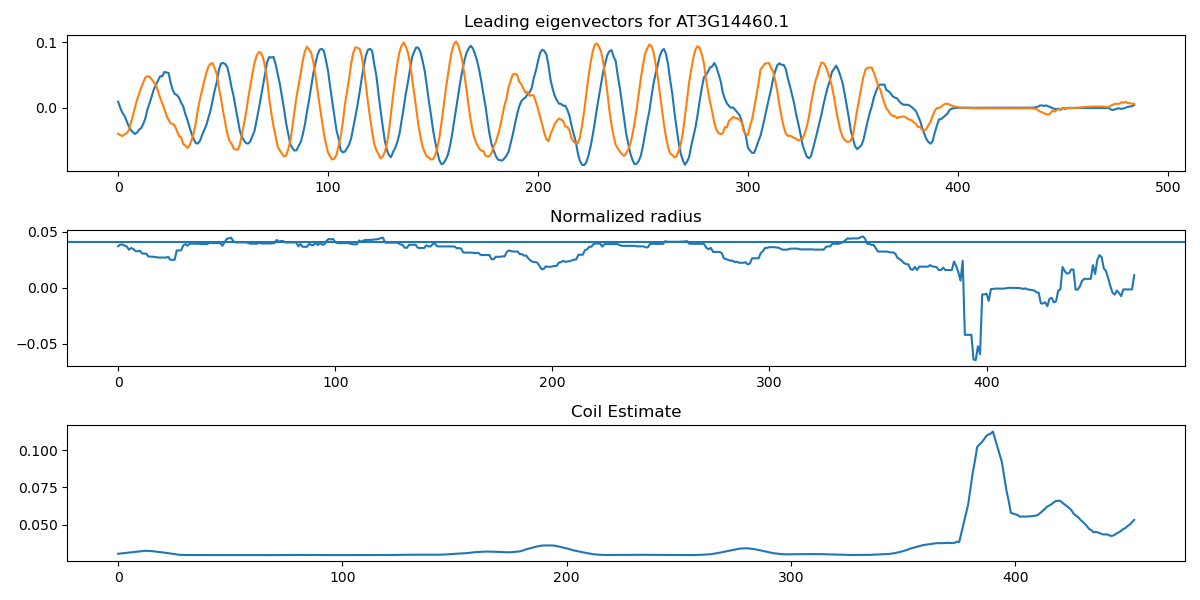 Leading eigenvectors for AT3G14460.1
0.1
0.0
0 100 200 300 400 500
Normalized radius
0.05
0.00
−0.05
0 100 200 300 400
Coil Estimate
0.100
0.075
0.050
0 100 200 300 400